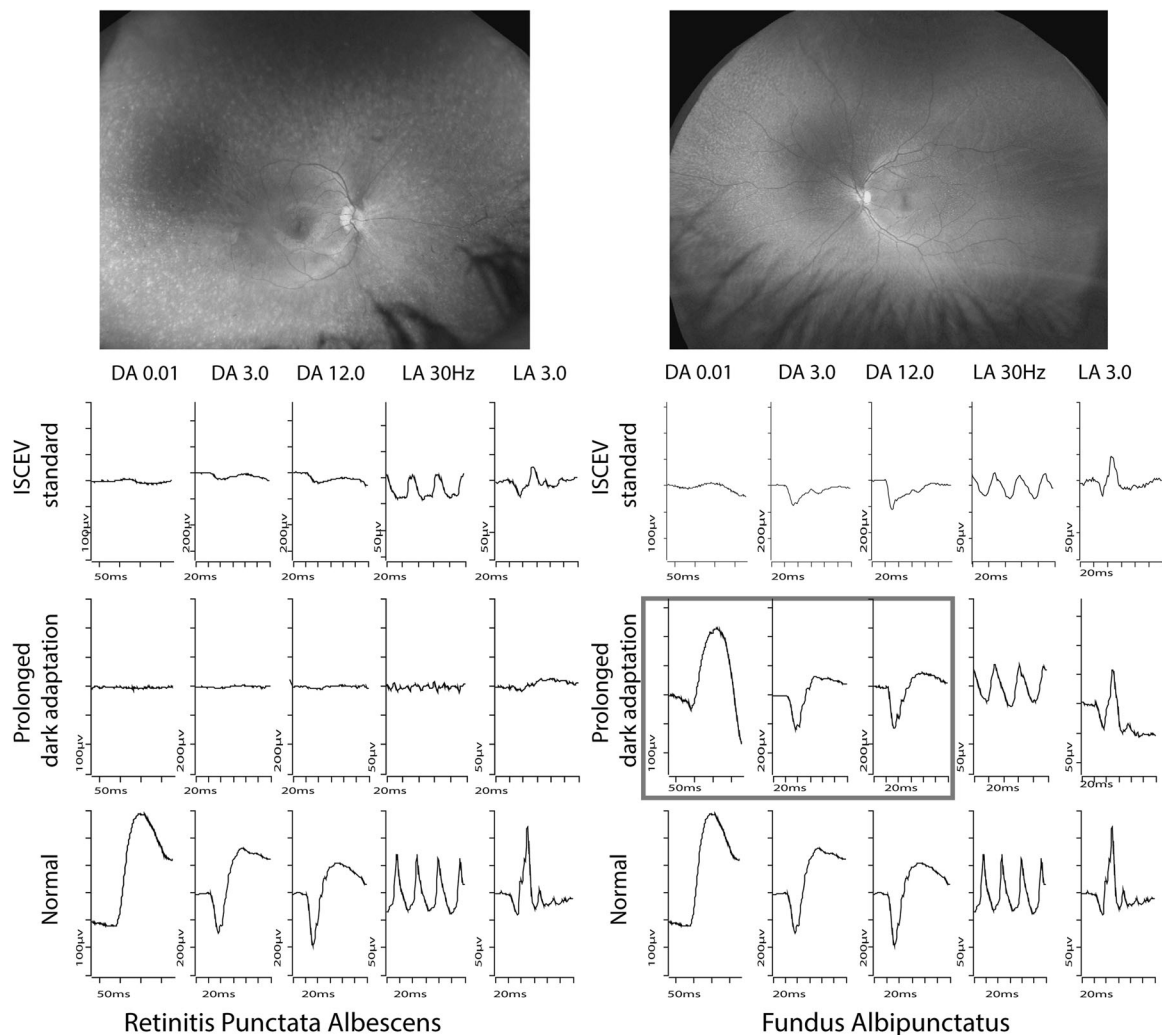 DA 0.01 DA 3.0 DA 12.0 LA 30Hz LA 3.0 DA 0.01 DA 3.0 DA 12.0 LA 30Hz LA 3.0
ISCEV
standard
100μv 200μv 200μv 50μv 50μv
50ms 20ms 20ms 20ms 20ms
ISCEV
standard
100μv 200μv 200μv 50μv 50μv
50ms 20ms 20ms 20ms 20ms
Prolonged
dark adaptation
100μv 200μv 200μv 50μv 50μv
50ms 20ms 20ms 20ms 20ms
Prolonged
dark adaptation
100μv 200μv 200μv 50μv 50μv
50ms 20ms 20ms 20ms 20ms
Normal
100μv 200μv 200μv 50μv 50μv
50ms 20ms 20ms 20ms 20ms
Normal
100μv 200μv 200μv 50μv 50μv
50ms 20ms 20ms 20ms 20ms
Retinitis Punctata Albescens Fundus Albipunctatus